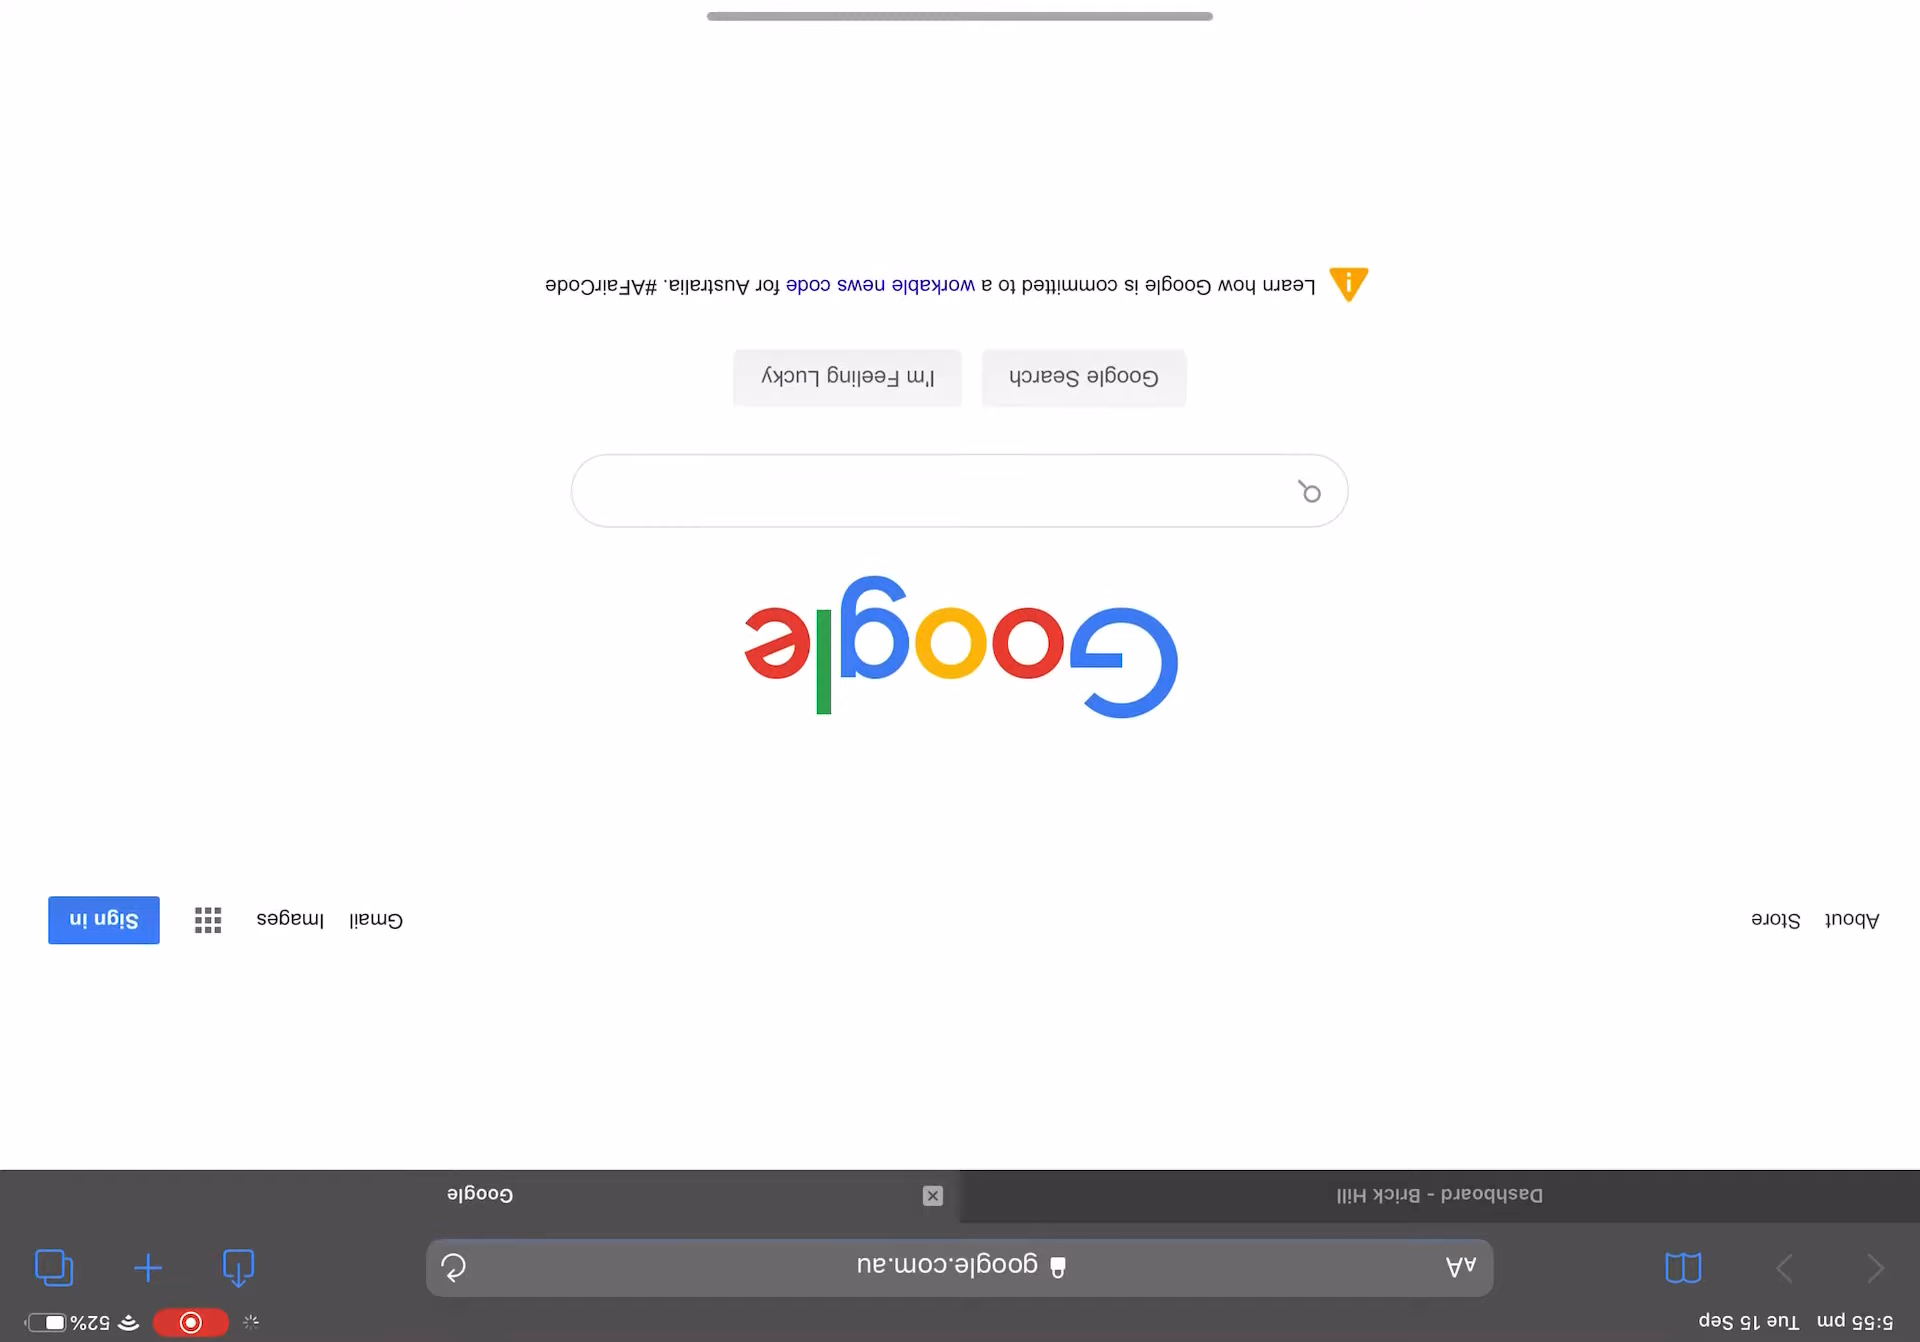 5:55 pm Tue 15 Sep 52%
AA google.com.au
Dashboard - Brick Hill Google
About Store Gmail Images Sign in
Google
Google Search I'm Feeling Lucky
Learn how Google is committed to a workable news code for Australia. #AFairCode